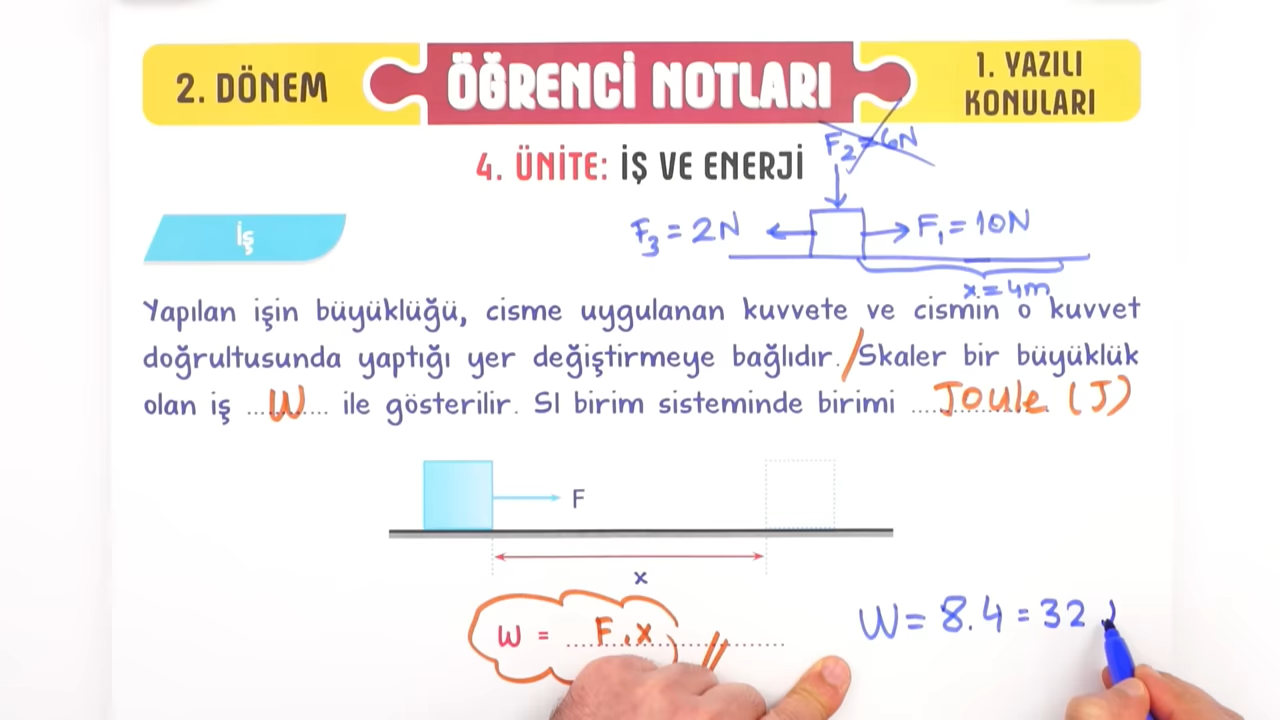 2. DÖNEM
ÖĞRENCİ NOTLARI
1. YAZILI
KONULARI
4. ÜNİTE: İŞ VE ENERJİ
F₂=6N
İş
F₃=2N
F₁=10N
x=4m
Yapılan işin büyüklüğü, cisme uygulanan kuvvete ve cismin o kuvvet
doğrultusunda yaptığı yer değiştirmeye bağlıdır./Skaler bir büyüklük
olan iş ...W... ile gösterilir. SI birim sisteminde birimi ...Joule (J)
F
x
W = ...F.x...
W= 8.4 = 32 J